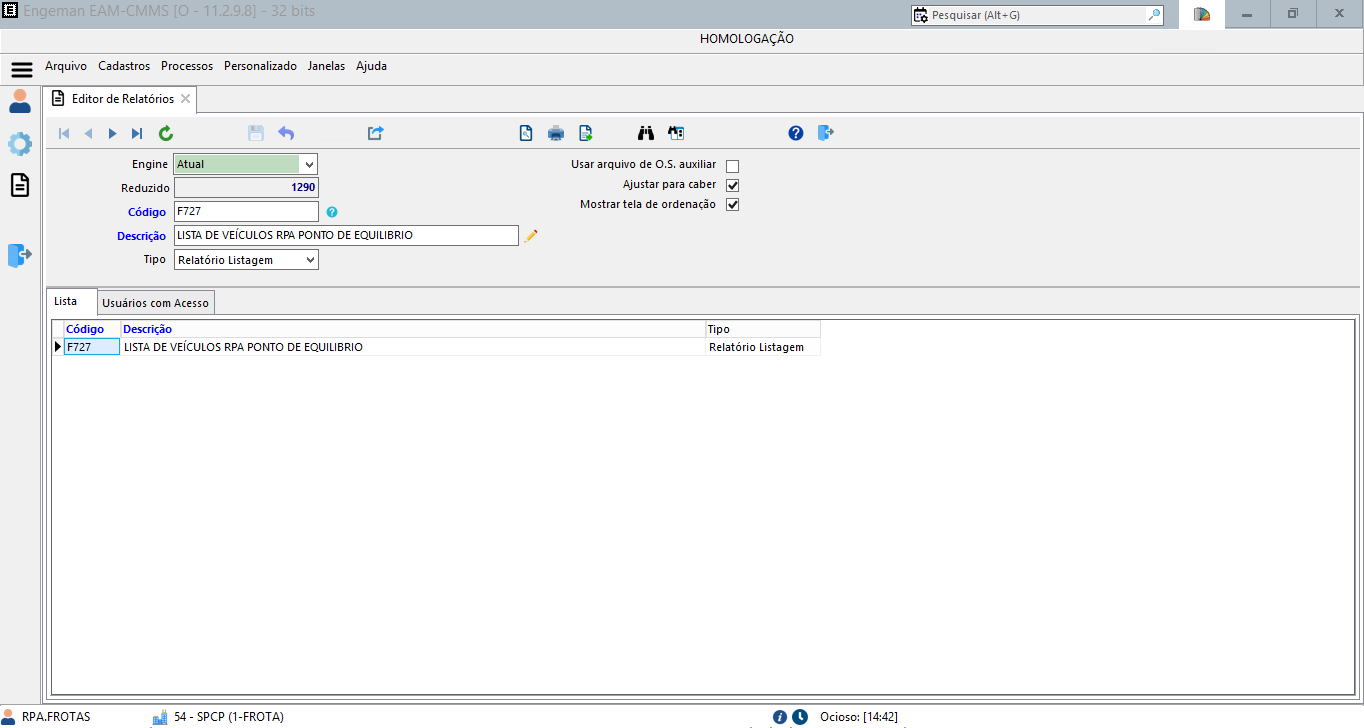 Engeman EAM-CMMS [O - 11.2.9.8] - 32 bits
Pesquisar (Alt+G)
HOMOLOGAÇÃO
Arquivo Cadastros Processos Personalizado Janelas Ajuda
Editor de Relatórios
Engine Atual
Usar arquivo de O.S. auxiliar
Reduzido 1290
Ajustar para caber
Mostrar tela de ordenação
Código F727
Descrição LISTA DE VEÍCULOS RPA PONTO DE EQUILIBRIO
Tipo Relatório Listagem
Lista Usuários com Acesso
Código Descrição Tipo
F727 LISTA DE VEÍCULOS RPA PONTO DE EQUILIBRIO Relatório Listagem
RPA.FROTAS 54 - SPCP (1-FROTA) Ocioso: [14:42]